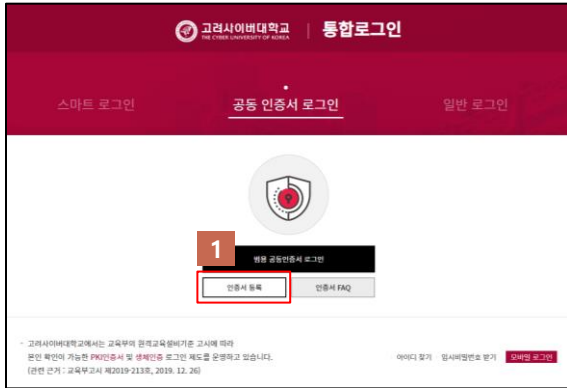 고려사이버대학교
THE CYBER UNIVERSITY OF KOREA
통합로그인
스마트 로그인
공동 인증서 로그인
일반 로그인
1
범용 공동인증서 로그인
인증서 등록
인증서 FAQ
- 고려사이버대학교에서는 교육부의 원격교육설비기준 고시에 따라
본인 확인이 가능한 PKI인증서 및 생체인증 로그인 제도를 운영하고 있습니다.
(관련 근거 : 교육부고시 제2019-213호, 2019. 12. 26)
아이디 찾기
임시비밀번호 받기
모바일 로그인